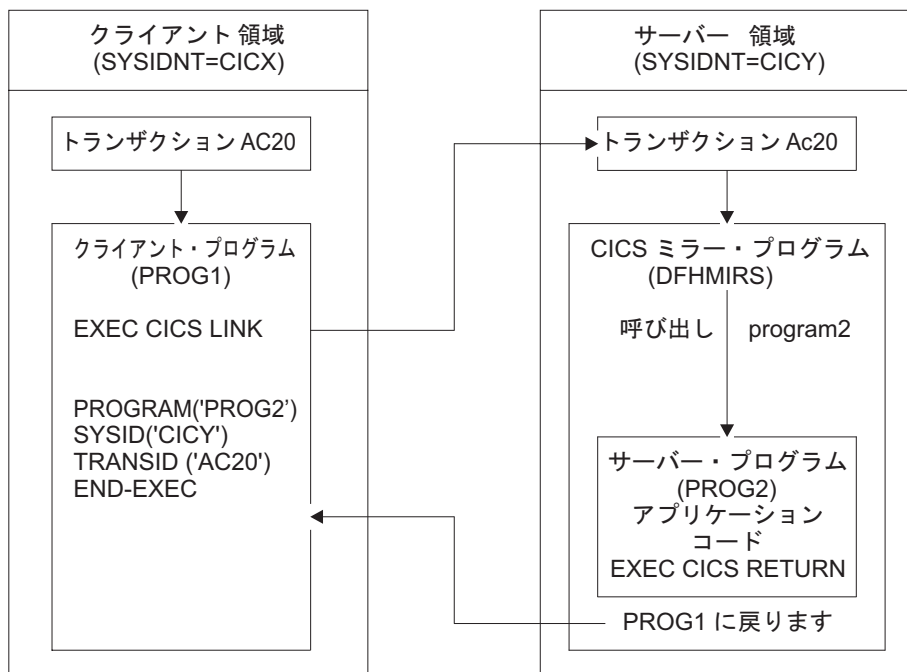 クライアント 領域
(SYSIDNT=CICX)
トランザクション AC20
クライアント・プログラム
(PROG1)
EXEC CICS LINK
PROGRAM('PROG2’)
SYSID('CICY')
TRANSID ('AC20')
END-EXEC
サーバー 領域
(SYSIDNT=CICY)
トランザクション Ac20
CICS ミラー・プログラム
(DFHMIRS)
呼び出し program2
サーバー・プログラム
(PROG2)
アプリケーション
コード
EXEC CICS RETURN
PROG1 に戻ります